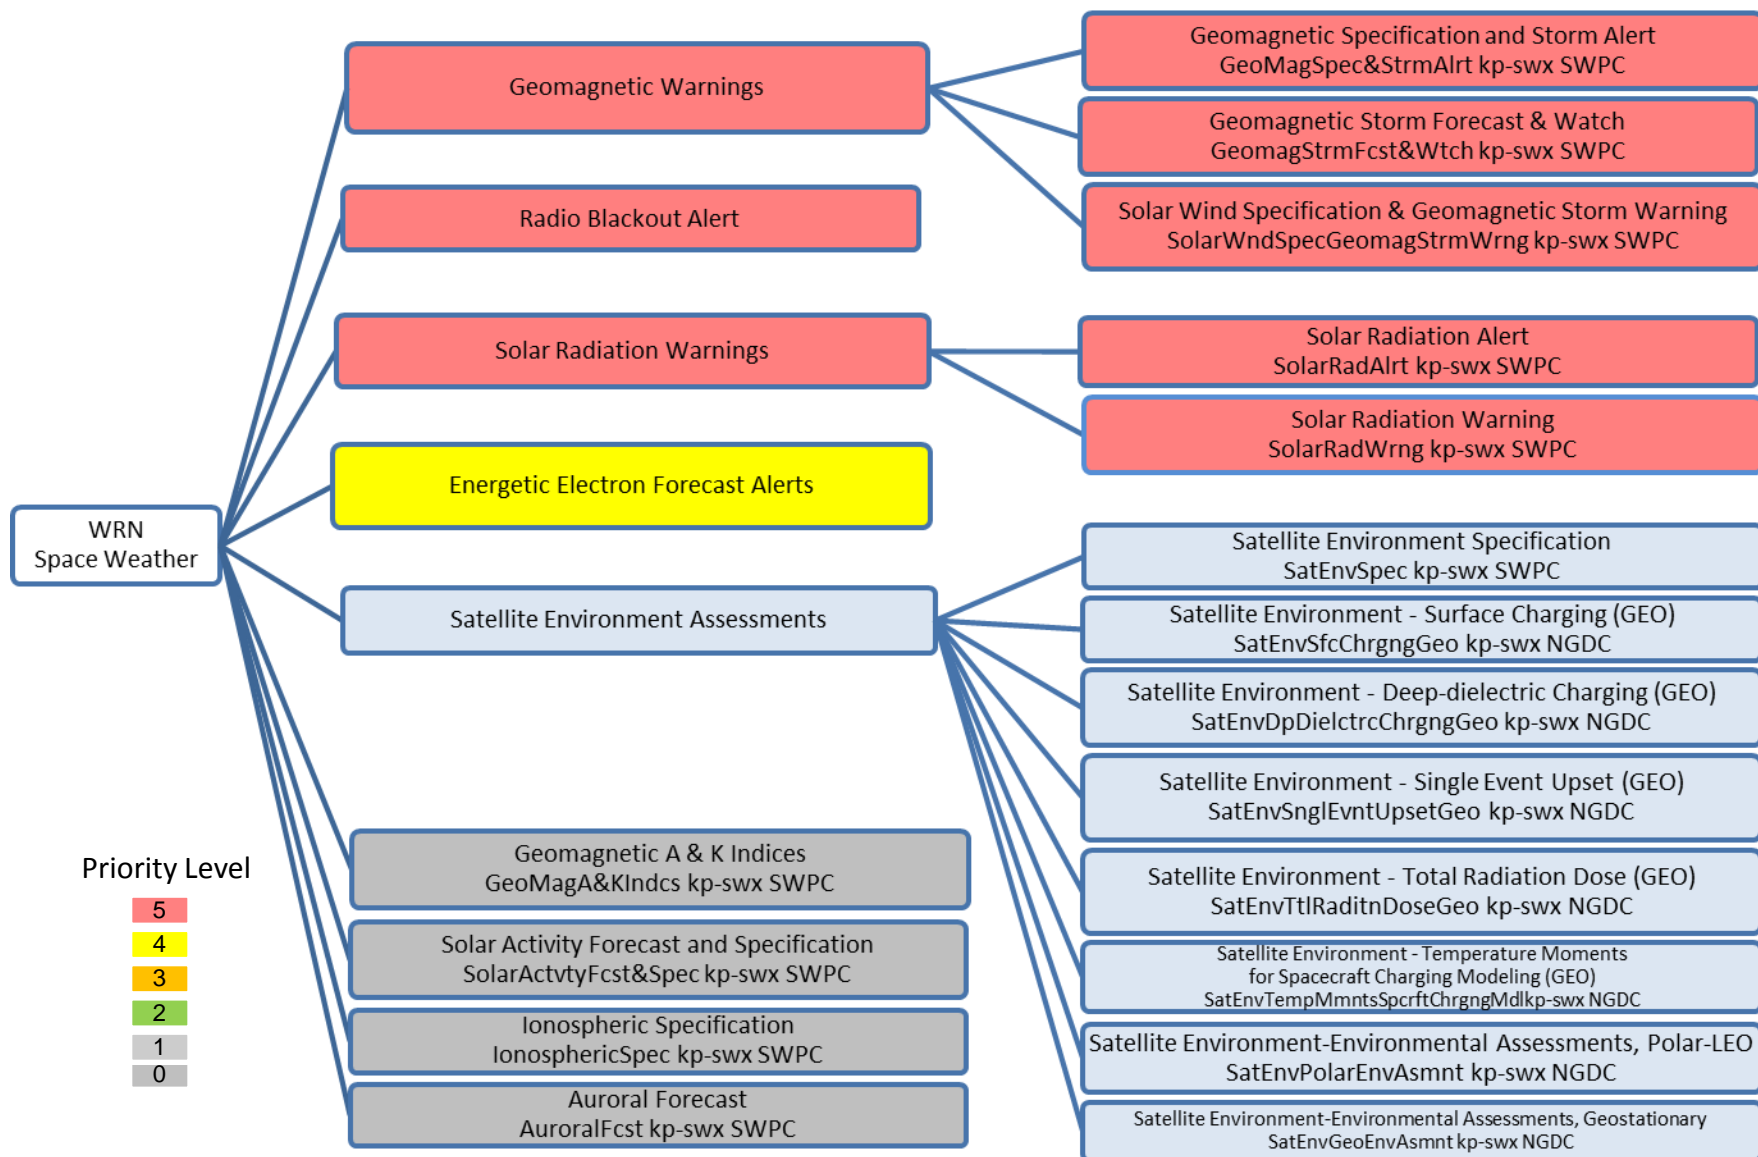 Geomagnetic Warnings
Geomagnetic Specification and Storm Alert
GeoMagSpec&StrmAlrt kp-swx SWPC
Geomagnetic Storm Forecast & Watch
GeomagStrmFcst&Wtch kp-swx SWPC
Solar Wind Specification & Geomagnetic Storm Warning
SolarWndSpecGeomagStrmWrng kp-swx SWPC
Radio Blackout Alert
Solar Radiation Warnings
Solar Radiation Alert
SolarRadAlrt kp-swx SWPC
Solar Radiation Warning
SolarRadWrng kp-swx SWPC
Energetic Electron Forecast Alerts
WRN
Space Weather
Satellite Environment Assessments
Satellite Environment Specification
SatEnvSpec kp-swx SWPC
Satellite Environment - Surface Charging (GEO)
SatEnvSfcChrgngGeo kp-swx NGDC
Satellite Environment - Deep-dielectric Charging (GEO)
SatEnvDpDielctrcChrgngGeo kp-swx NGDC
Satellite Environment - Single Event Upset (GEO)
SatEnvSnglEvntUpsetGeo kp-swx NGDC
Satellite Environment - Total Radiation Dose (GEO)
SatEnvTtlRaditnDoseGeo kp-swx NGDC
Satellite Environment - Temperature Moments
for Spacecraft Charging Modeling (GEO)
SatEnvTempMmntsSpcrftChrgngMdlkp-swx NGDC
Satellite Environment-Environmental Assessments, Polar-LEO
SatEnvPolarEnvAsmnt kp-swx NGDC
Satellite Environment-Environmental Assessments, Geostationary
SatEnvGeoEnvAsmnt kp-swx NGDC
Geomagnetic A & K Indices
GeoMagA&KIndcs kp-swx SWPC
Solar Activity Forecast and Specification
SolarActvtyFcst&Spec kp-swx SWPC
Ionospheric Specification
IonosphericSpec kp-swx SWPC
Auroral Forecast
AuroralFcst kp-swx SWPC
Priority Level
5
4
3
2
1
0